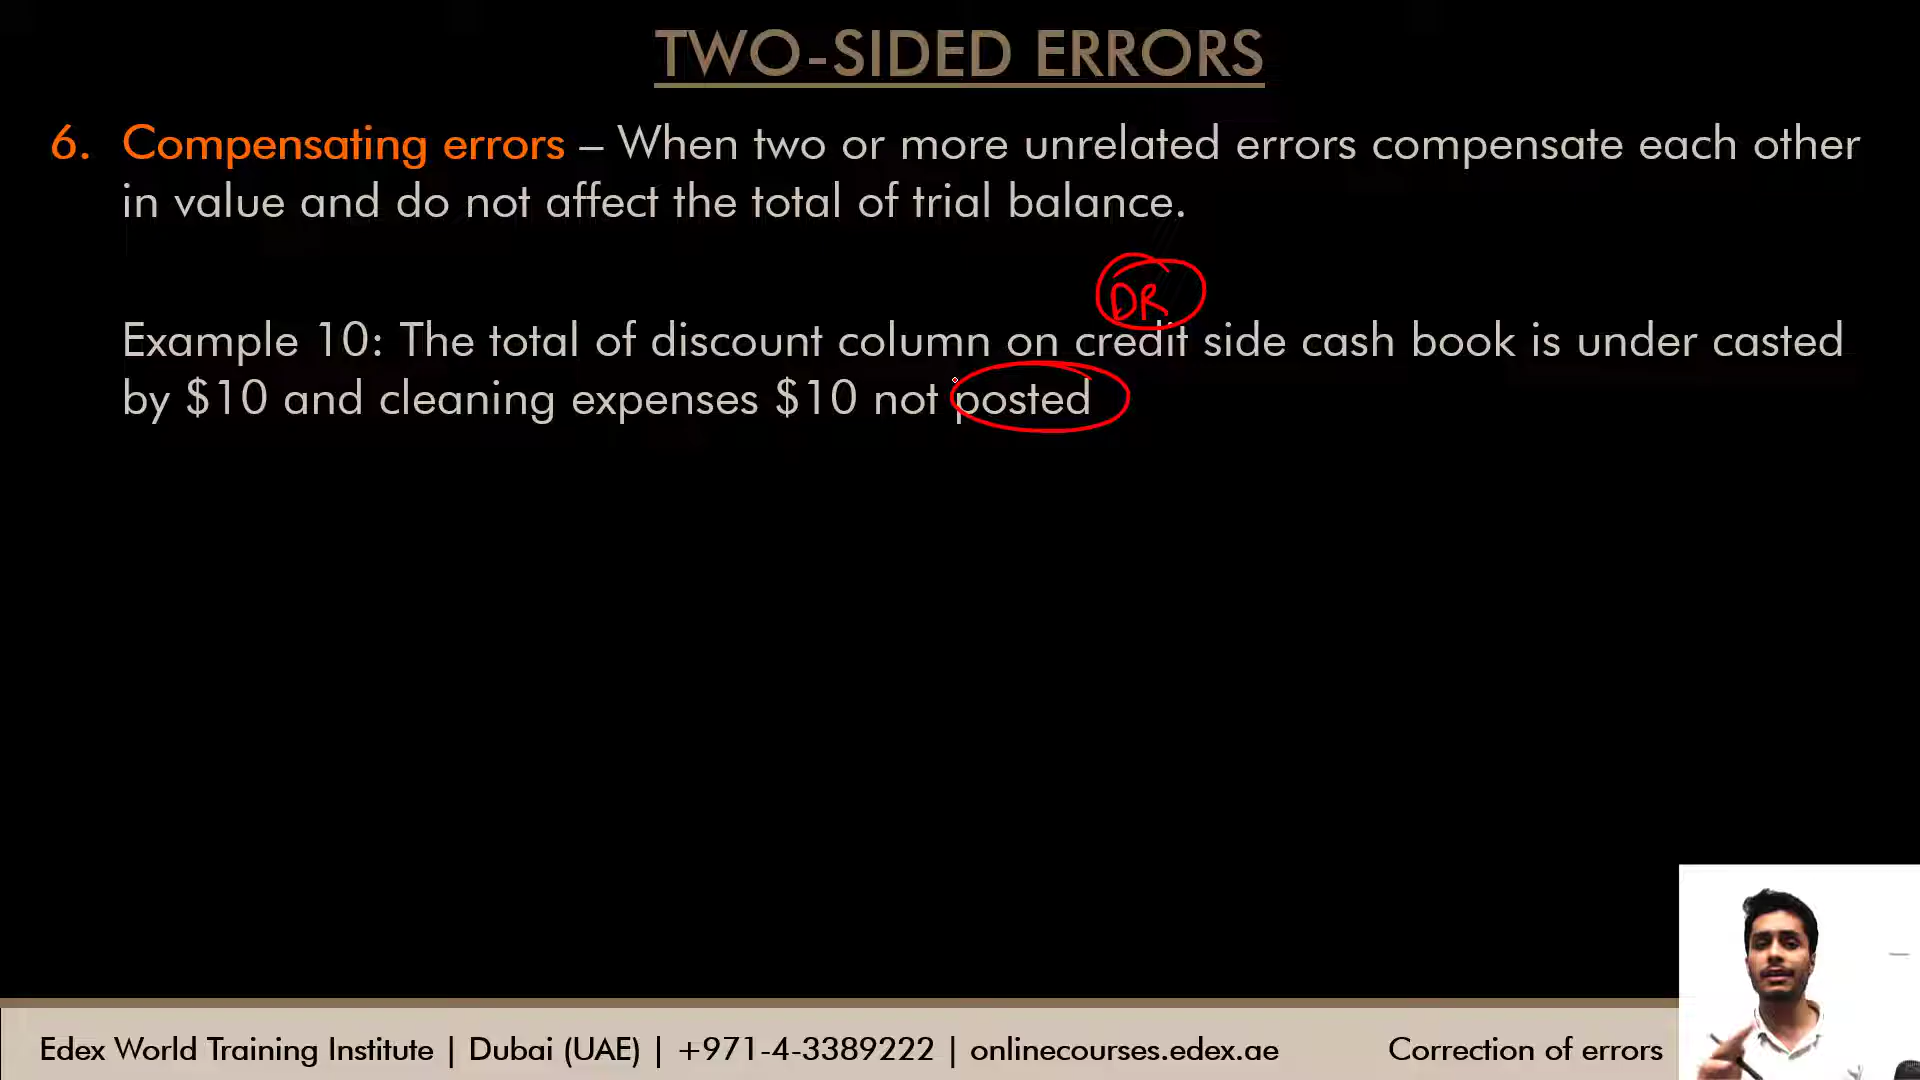 TWO-SIDED ERRORS
6. Compensating errors – When two or more unrelated errors compensate each other
in value and do not affect the total of trial balance.
DR
Example 10: The total of discount column on credit side cash book is under casted
by $10 and cleaning expenses $10 not posted
Edex World Training Institute | Dubai (UAE) | +971-4-3389222 | onlinecourses.edex.ae
Correction of errors